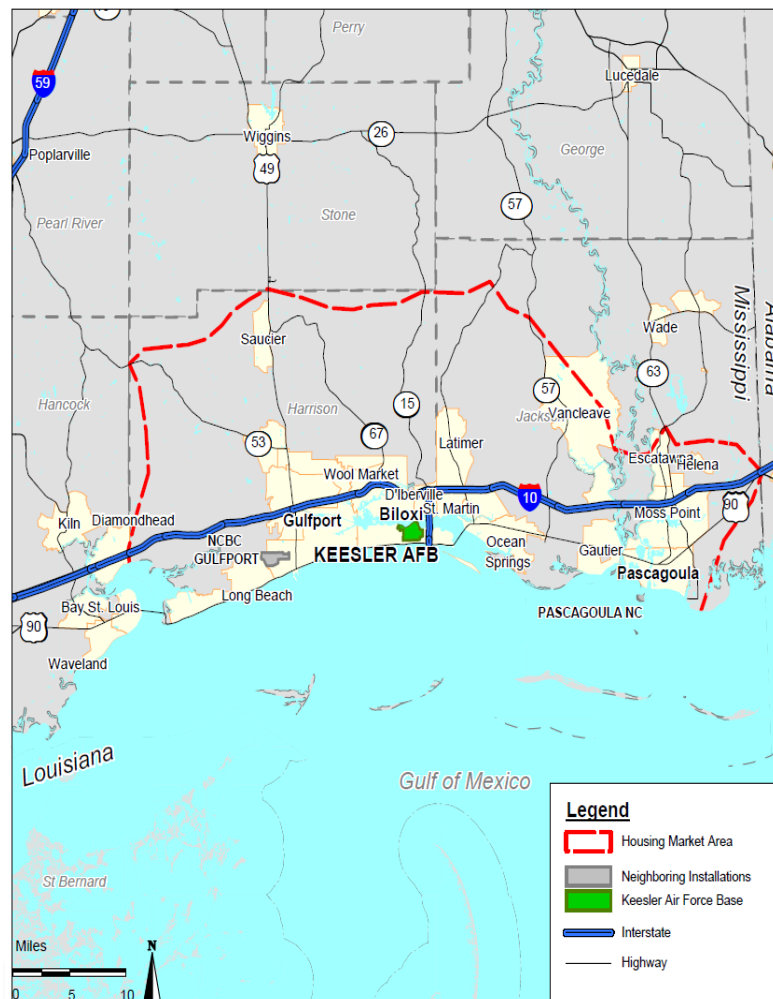 Perry
59
Lucedale
Wiggins
26
Poplarville
49
George
57
Stone
Pearl River
Mississippi
Alabama
Saucier
Wade
63
Hancock
Harrison
15
57
Vancleave
53
67
Latimer
Escatawpa
Helena
Wool Market
D'Iberville
10
90
Kiln
Diamondhead
Gulfport
Biloxi
St. Martin
Moss Point
NCBC
GULFPORT
KEESLER AFB
Ocean
Springs
Gautier
Pascagoula
Long Beach
Bay St. Louis
90
PASCAGOULA NC
Waveland
Louisiana
Gulf of Mexico
St Bernard
Legend
Housing Market Area
Neighboring Installations
Keesler Air Force Base
Interstate
Highway
Miles
N
0 5 10